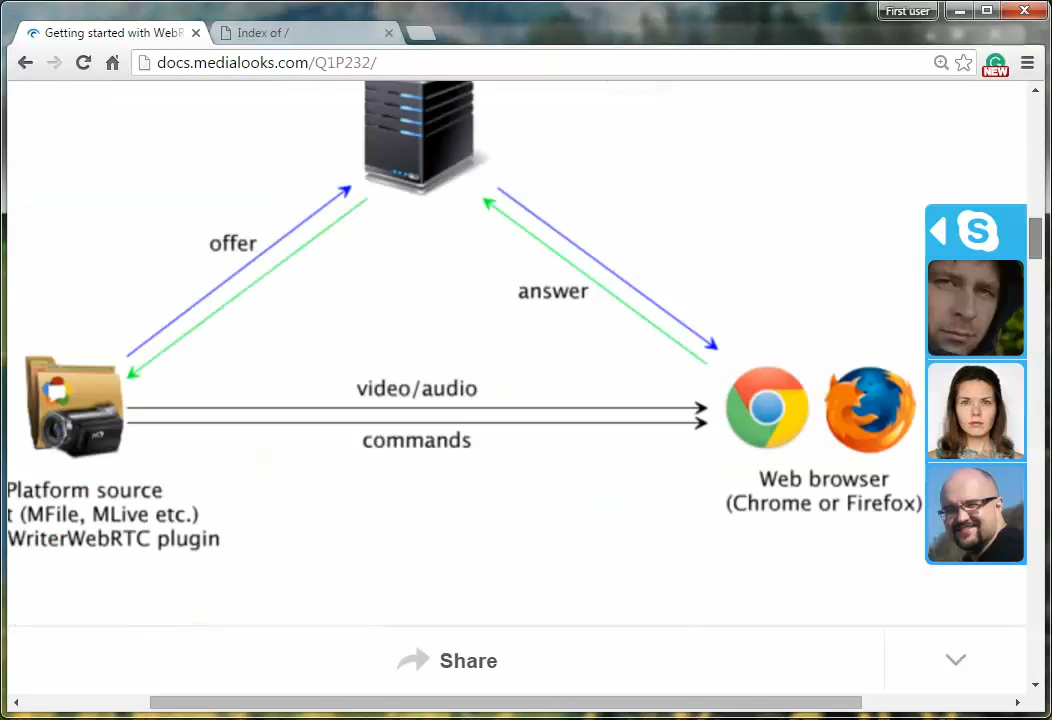 First user
Getting started with WebR
Index of /
docs.medialooks.com/Q1P232/
NEW
offer
answer
video/audio
commands
Platform source
t (MFile, MLive etc.)
WriterWebRTC plugin
Web browser
(Chrome or Firefox)
Share